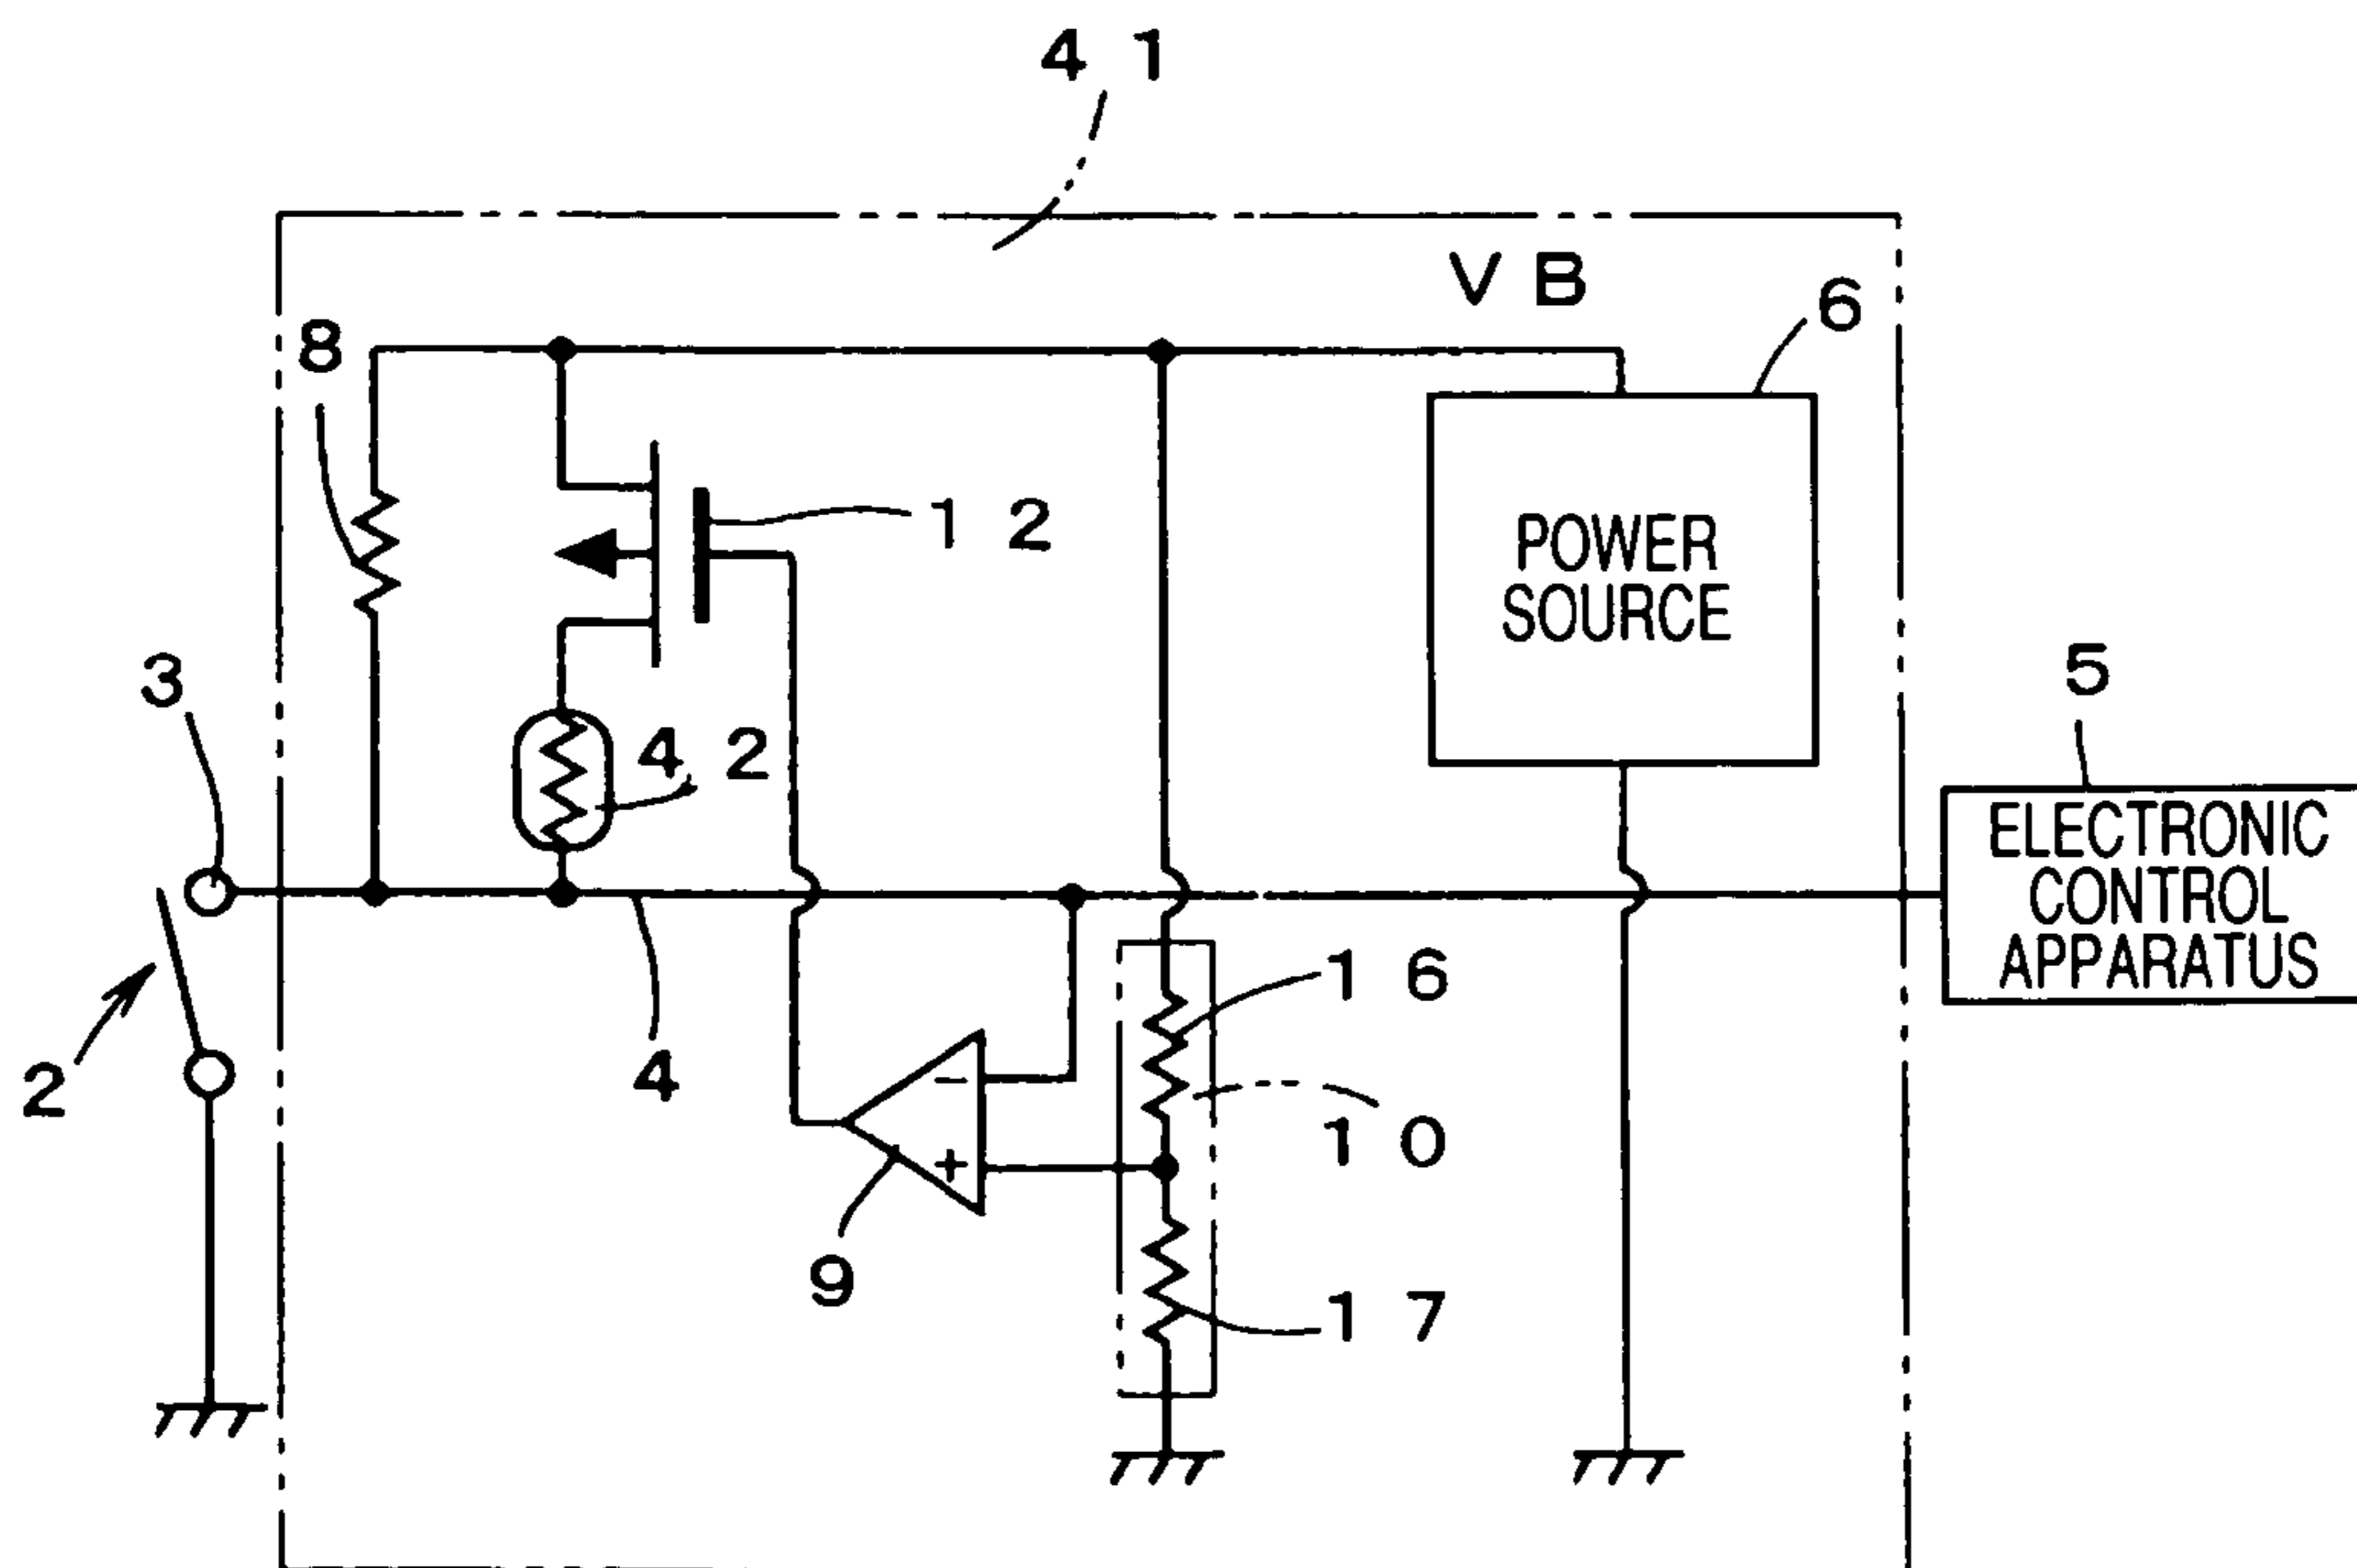 4 1
V B
6
8
1 2
POWER
SOURCE
3
4 2
5
ELECTRONIC
CONTROL
APPARATUS
1 6
2
4
−
1 0
+
9
1 7